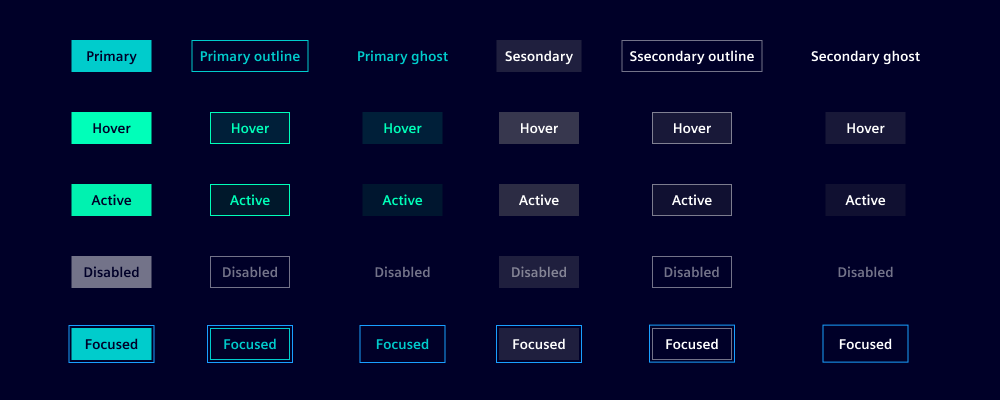 Primary Primary outline Primary ghost Sesondary Ssecondary outline Secondary ghost
Hover Hover Hover Hover Hover Hover
Active Active Active Active Active Active
Disabled Disabled Disabled Disabled Disabled Disabled
Focused Focused Focused Focused Focused Focused